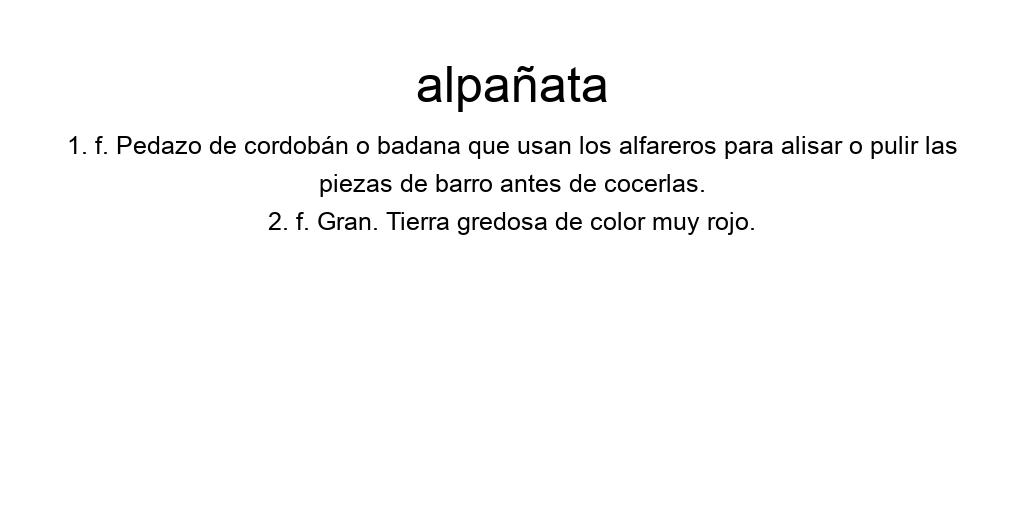 alpañata
1. f. Pedazo de cordobán o badana que usan los alfareros para alisar o pulir las
piezas de barro antes de cocerlas.
2. f. Gran. Tierra gredosa de color muy rojo.